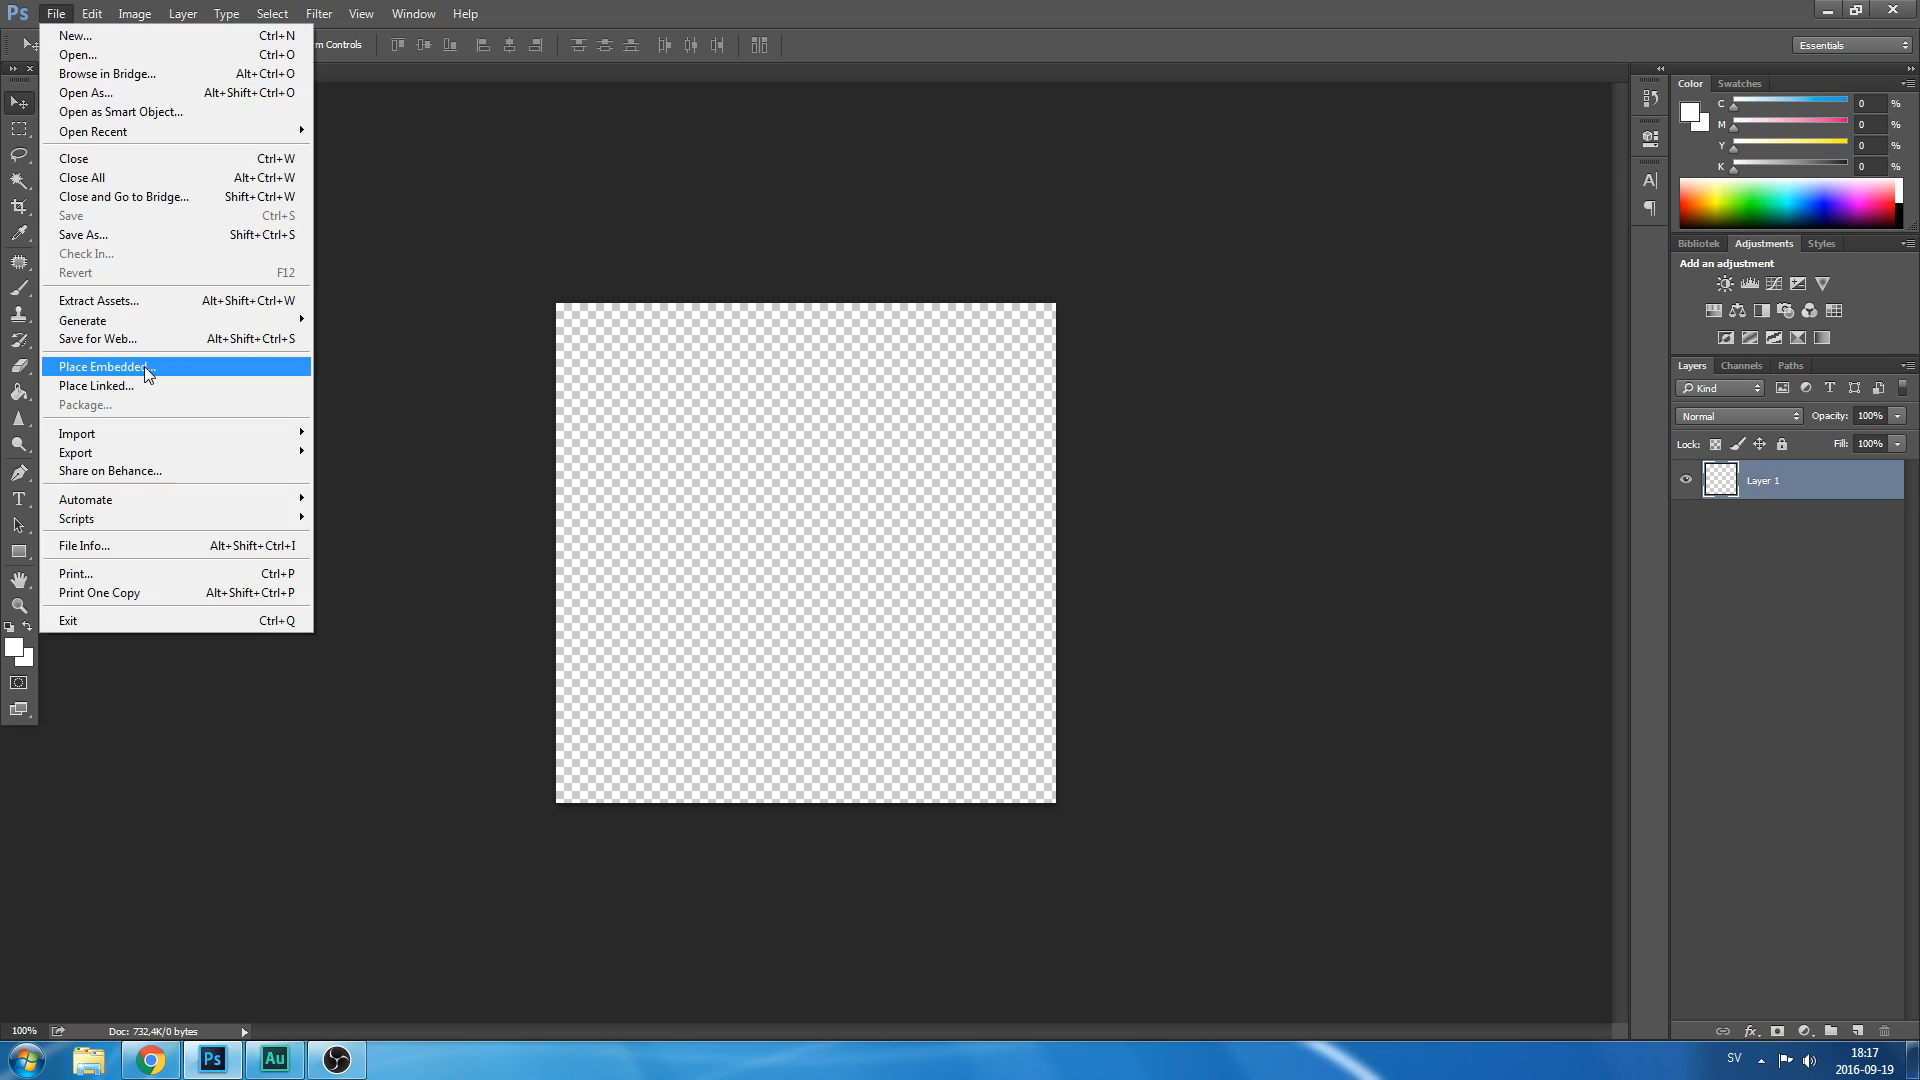 Ps File Edit Image Layer Type Select Filter View Window Help
m Controls
Essentials
New... Ctrl+N
Open... Ctrl+O
Browse in Bridge... Alt+Ctrl+O
Open As... Alt+Shift+Ctrl+O
Open as Smart Object...
Open Recent
Close Ctrl+W
Close All Alt+Ctrl+W
Close and Go to Bridge... Shift+Ctrl+W
Save Ctrl+S
Save As... Shift+Ctrl+S
Check In...
Revert F12
Extract Assets... Alt+Shift+Ctrl+W
Generate
Save for Web... Alt+Shift+Ctrl+S
Place Embedded...
Place Linked...
Package...
Import
Export
Share on Behance...
Automate
Scripts
File Info... Alt+Shift+Ctrl+I
Print... Ctrl+P
Print One Copy Alt+Shift+Ctrl+P
Exit Ctrl+Q
Color Swatches
C 0 %
M 0 %
Y 0 %
K 0 %
Bibliotek Adjustments Styles
Add an adjustment
Layers Channels Paths
Kind
Normal Opacity: 100%
Lock: Fill: 100%
Layer 1
100% Doc: 732,4K/0 bytes
Ps Au
SV 18:17
2016-09-19